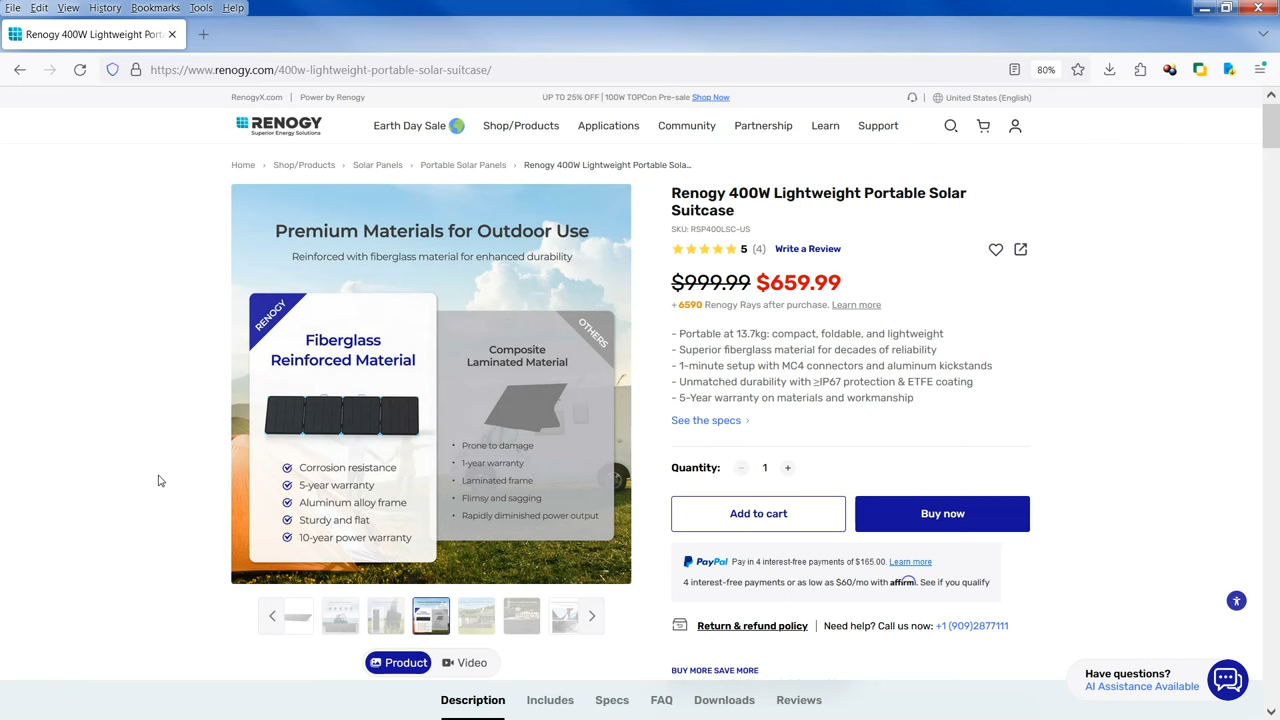 File Edit View History Bookmarks Tools Help
Renogy 400W Lightweight Porta
https://www.renogy.com/400w-lightweight-portable-solar-suitcase/
80%
RenogyX.com | Power by Renogy
UP TO 25% OFF | 100W TOPCon Pre-sale Shop Now
United States (English)
RENOGY
Superior Energy Solutions
Earth Day Sale Shop/Products Applications Community Partnership Learn Support
Home › Shop/Products › Solar Panels › Portable Solar Panels › Renogy 400W Lightweight Portable Sola...
Premium Materials for Outdoor Use
Reinforced with fiberglass material for enhanced durability
RENOGY
Fiberglass
Reinforced Material
Corrosion resistance
5-year warranty
Aluminum alloy frame
Sturdy and flat
10-year power warranty
OTHERS
Composite
Laminated Material
• Prone to damage
• 1-year warranty
• Laminated frame
• Flimsy and sagging
• Rapidly diminished power output
Product Video
Renogy 400W Lightweight Portable Solar
Suitcase
SKU: RSP400LSC-US
5 (4) Write a Review
$999.99 $659.99
+6590 Renogy Rays after purchase. Learn more
- Portable at 13.7kg: compact, foldable, and lightweight
- Superior fiberglass material for decades of reliability
- 1-minute setup with MC4 connectors and aluminum kickstands
- Unmatched durability with ≥IP67 protection & ETFE coating
- 5-Year warranty on materials and workmanship
See the specs ›
Quantity: − 1 +
Add to cart Buy now
PayPal Pay in 4 interest-free payments of $165.00. Learn more
4 interest-free payments or as low as $60/mo with affirm. See if you qualify
Return & refund policy | Need help? Call us now: +1 (909)2877111
BUY MORE SAVE MORE
Have questions?
AI Assistance Available
Description Includes Specs FAQ Downloads Reviews